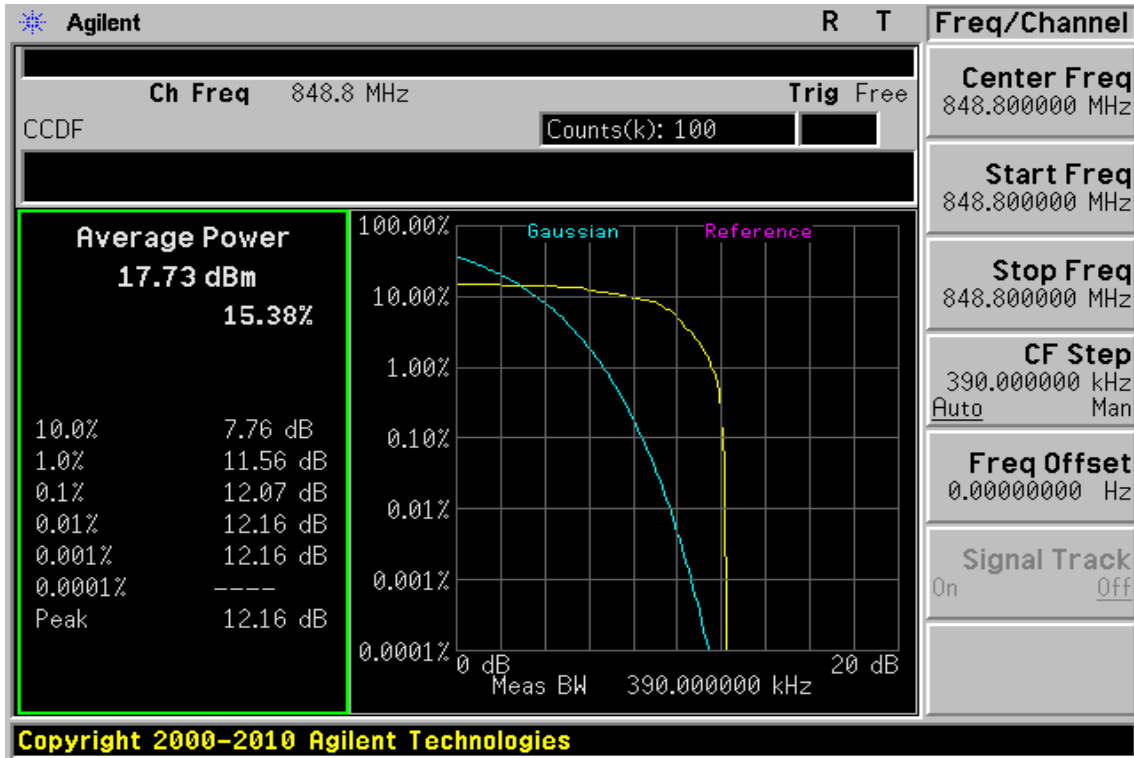 Agilent R T
Ch Freq 848.8 MHz Trig Free
CCDF Counts(k): 100
Average Power
17.73 dBm
15.38%
10.0% 7.76 dB
1.0% 11.56 dB
0.1% 12.07 dB
0.01% 12.16 dB
0.001% 12.16 dB
0.0001% ----
Peak 12.16 dB
Gaussian Reference
100.00%
10.00%
1.00%
0.10%
0.01%
0.001%
0.0001%
0 dB 20 dB
Meas BW 390.000000 kHz
Freq/Channel
Center Freq
848.800000 MHz
Start Freq
848.800000 MHz
Stop Freq
848.800000 MHz
CF Step
390.000000 kHz
Auto Man
Freq Offset
0.00000000 Hz
Signal Track
On Off
Copyright 2000-2010 Agilent Technologies